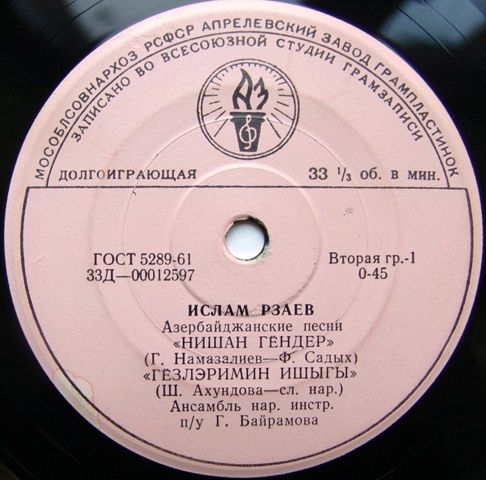 МОСОБЛСОВНАРХОЗ РСФСР АПРЕЛЕВСКИЙ ЗАВОД ГРАМПЛАСТИНОК
ЗАПИСАНО ВО ВСЕСОЮЗНОЙ СТУДИИ ГРАМЗАПИСИ
АЗ
ДОЛГОИГРАЮЩАЯ 33 1/3 об. в мин.
ГОСТ 5289-61 Вторая гр.-1
33Д—00012597 0-45
ИСЛАМ РЗАЕВ
Азербайджанские песни
«НИШАН ГЁНДЕР»
(Г. Намазалиев—Ф. Садых)
«ГЁЗЛЭРИМИН ИШЫГЫ»
(Ш. Ахундова—сл. нар.)
Ансамбль нар. инстр.
п/у Г. Байрамова